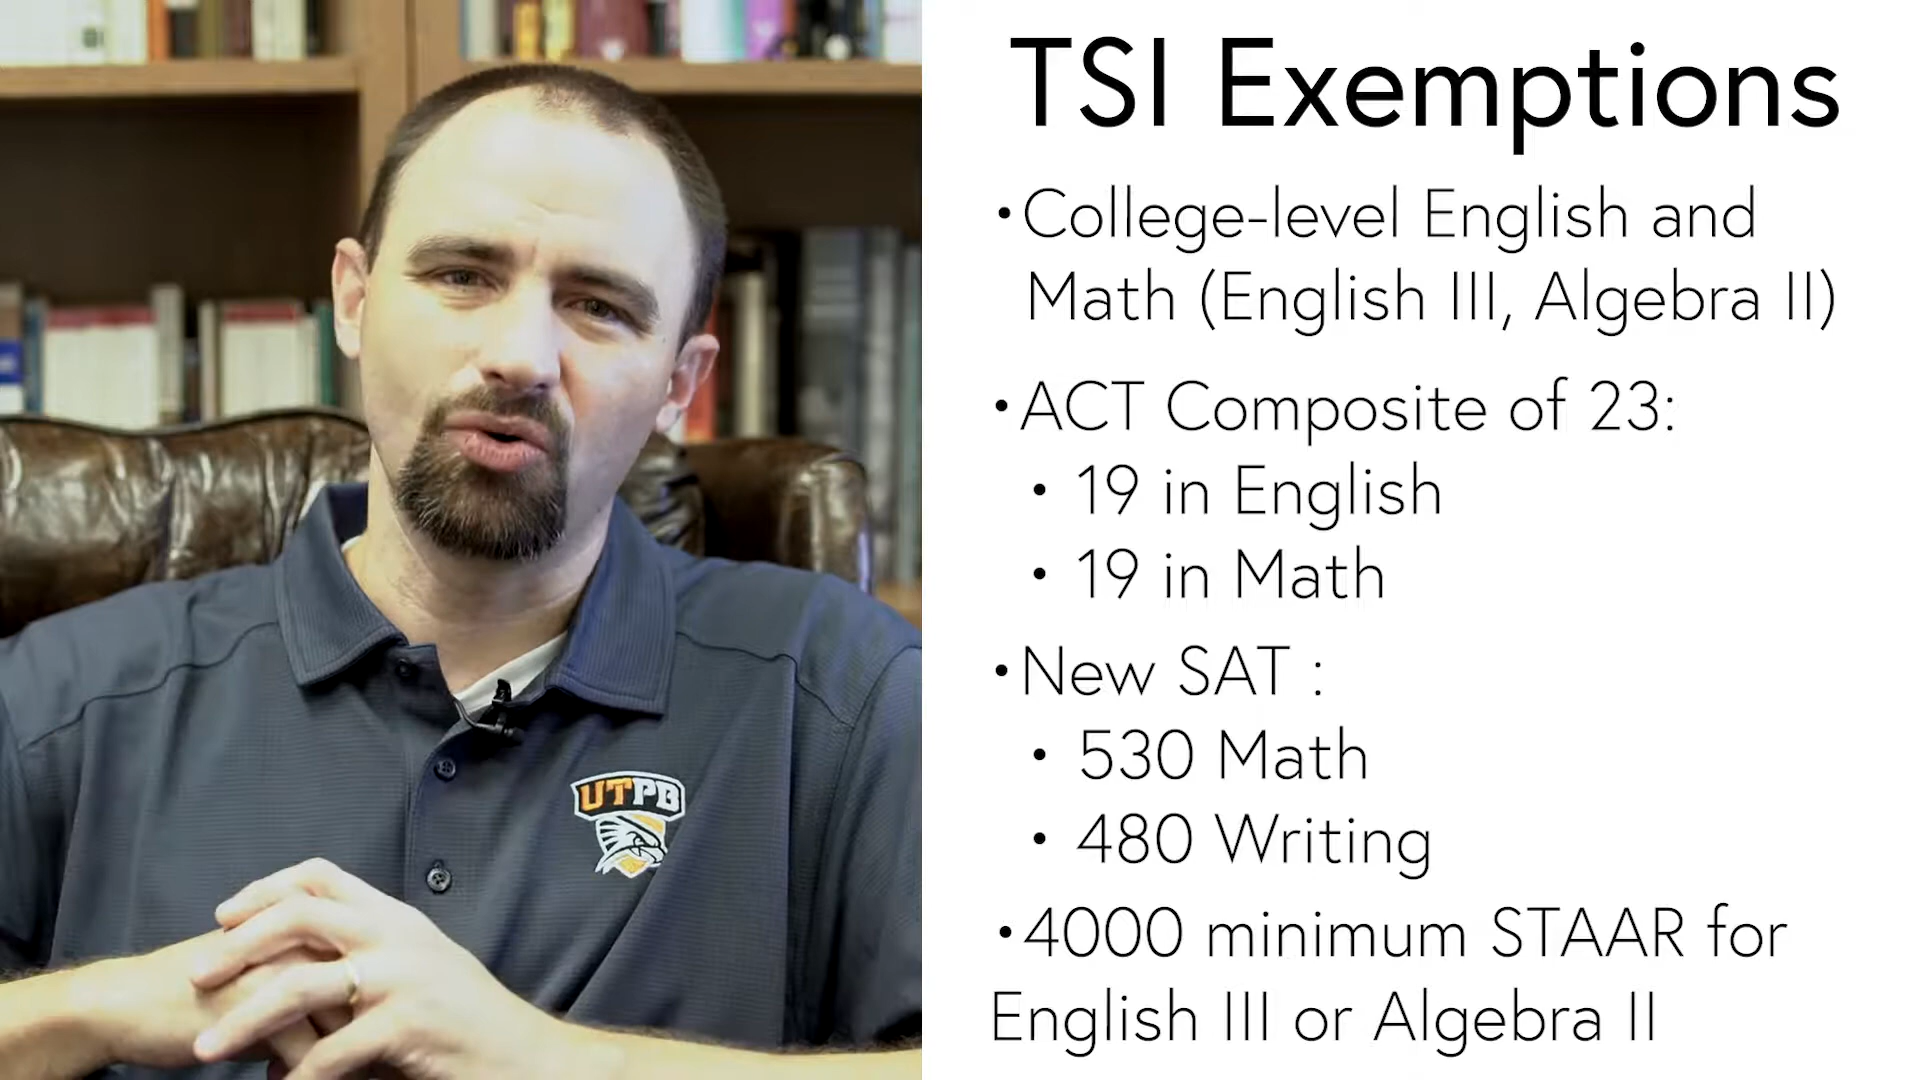 TSI Exemptions
•College-level English and
Math (English III, Algebra II)
•ACT Composite of 23:
• 19 in English
• 19 in Math
•New SAT :
• 530 Math
• 480 Writing
•4000 minimum STAAR for
English III or Algebra II
UTPB